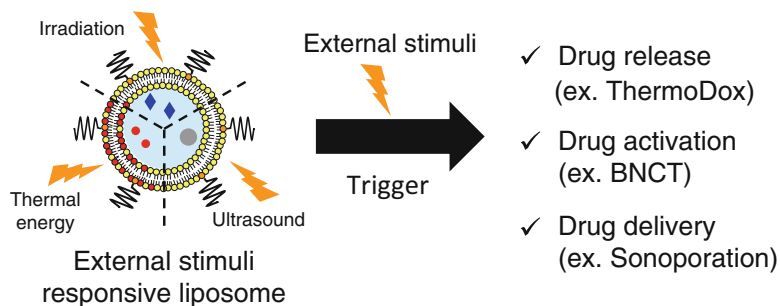 Irradiation
Thermal
energy
Ultrasound
External stimuli
responsive liposome
External stimuli
Trigger
✓ Drug release
(ex. ThermoDox)
✓ Drug activation
(ex. BNCT)
✓ Drug delivery
(ex. Sonoporation)